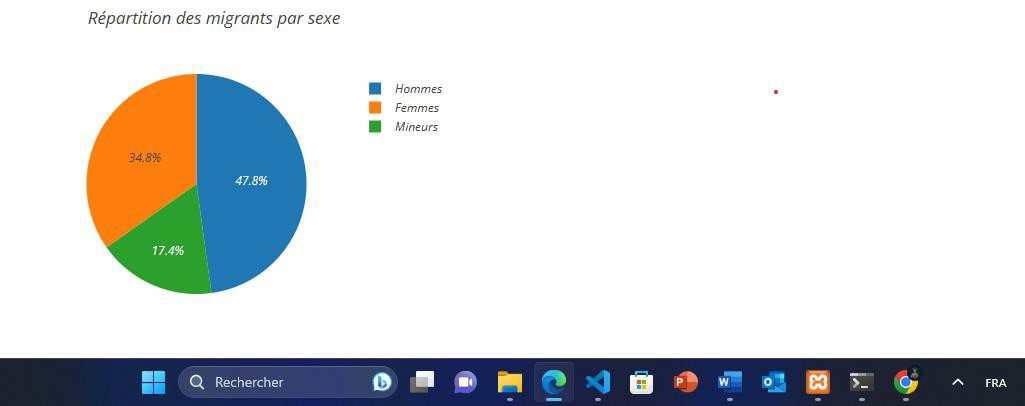 Répartition des migrants par sexe
Hommes
Femmes
Mineurs
34.8%
47.8%
17.4%
Rechercher
FRA